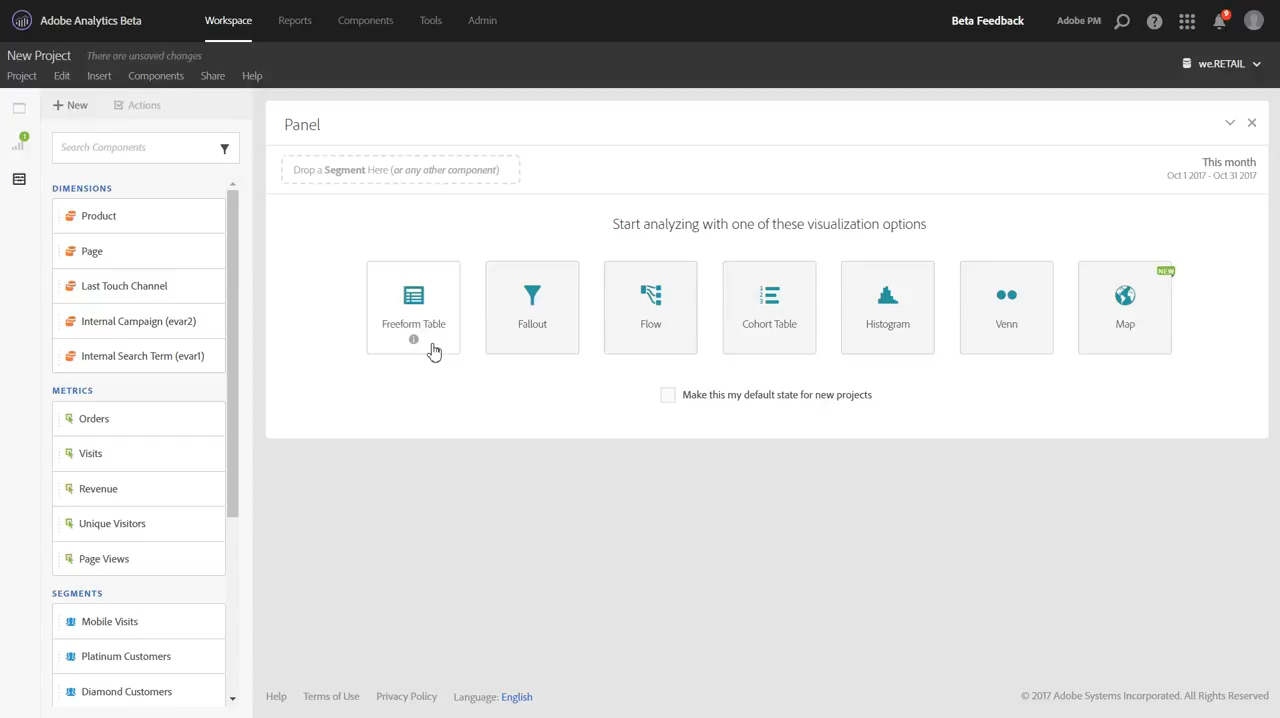 Adobe Analytics Beta
Workspace
Reports
Components
Tools
Admin
Beta Feedback
Adobe PM
9
New Project
There are unsaved changes
Project
Edit
Insert
Components
Share
Help
we.RETAIL
1
New
Actions
Search Components
DIMENSIONS
Product
Page
Last Touch Channel
Internal Campaign (evar2)
Internal Search Term (evar1)
METRICS
Orders
Visits
Revenue
Unique Visitors
Page Views
SEGMENTS
Mobile Visits
Platinum Customers
Diamond Customers
Panel
Drop a Segment Here (or any other component)
This month
Oct 1 2017 - Oct 31 2017
Start analyzing with one of these visualization options
Freeform Table
Fallout
Flow
1
2
3
Cohort Table
Histogram
Venn
NEW
Map
Make this my default state for new projects
Help
Terms of Use
Privacy Policy
Language: English
© 2017 Adobe Systems Incorporated. All Rights Reserved